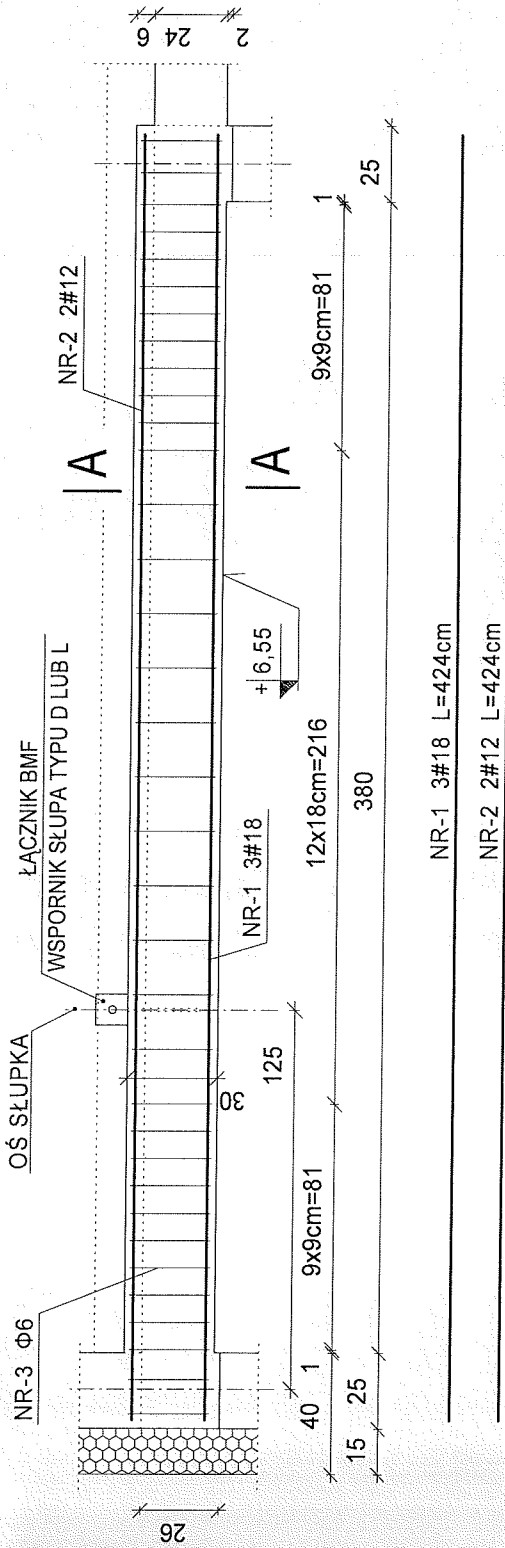 OŚ SŁUPKA
ŁĄCZNIK BMF
WSPORNIK SŁUPA TYPU D LUB L
NR-3 Φ6
NR-2 2#12
A
A
NR-1 3#18
+ 6,55
26
30
6
24
2
125
40
1
9x9cm=81
12x18cm=216
9x9cm=81
1
15
25
380
25
NR-1 3#18 L=424cm
NR-2 2#12 L=424cm